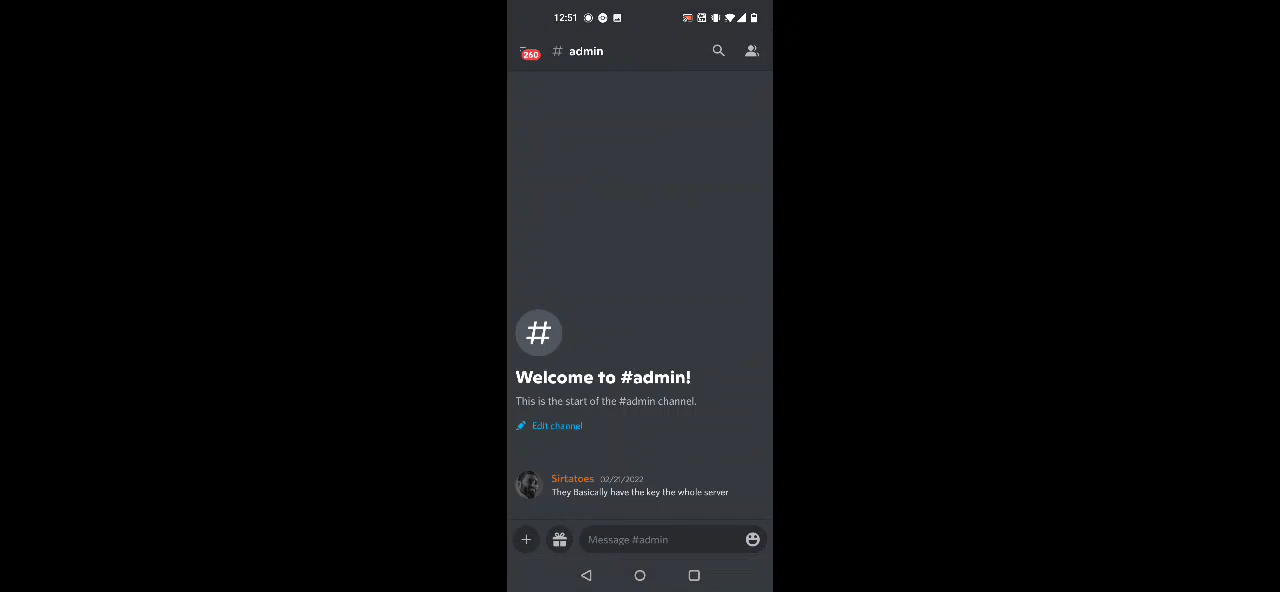 12:51
260
# admin
#
Welcome to #admin!
This is the start of the #admin channel.
Edit channel
Sirtatoes 02/21/2022
They Basically have the key the whole server
Message #admin